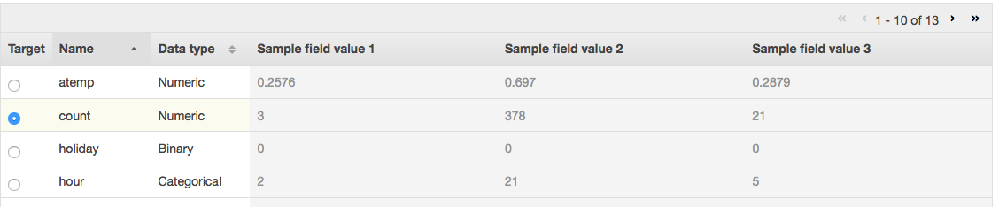 « ‹ 1 - 10 of 13 › »
Target Name Data type Sample field value 1 Sample field value 2 Sample field value 3
atemp Numeric 0.2576 0.697 0.2879
count Numeric 3 378 21
holiday Binary 0 0 0
hour Categorical 2 21 5